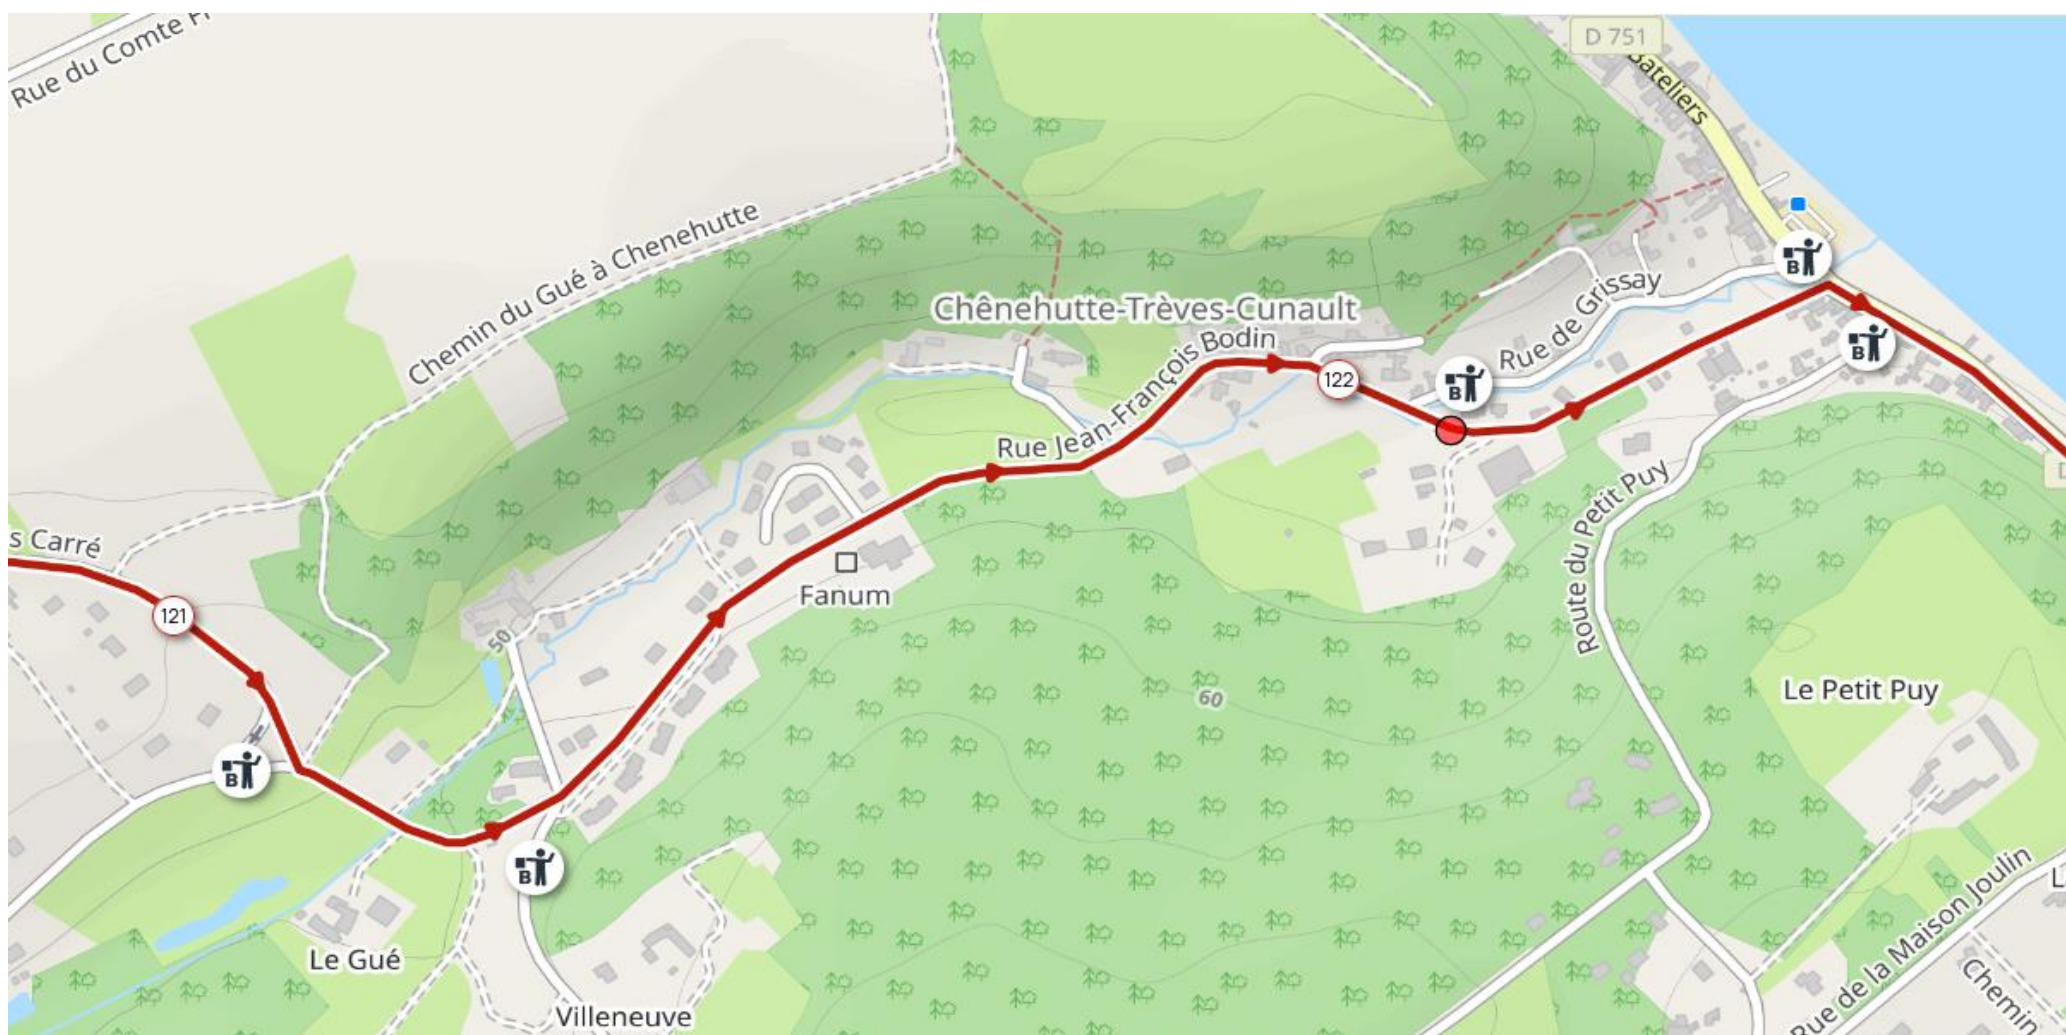 Rue du Comte
D 751
Bateliers
Chemin du Gué à Chenehutte
Chênehutte-Trèves-Cunault
Rue de Grissay
Rue Jean-François Bodin
122
B
B
B
s Carré
Fanum
Route du Petit Puy
121
50
60
Le Petit Puy
B
B
Le Gué
Villeneuve
Rue de la Maison Joulin
Chemin